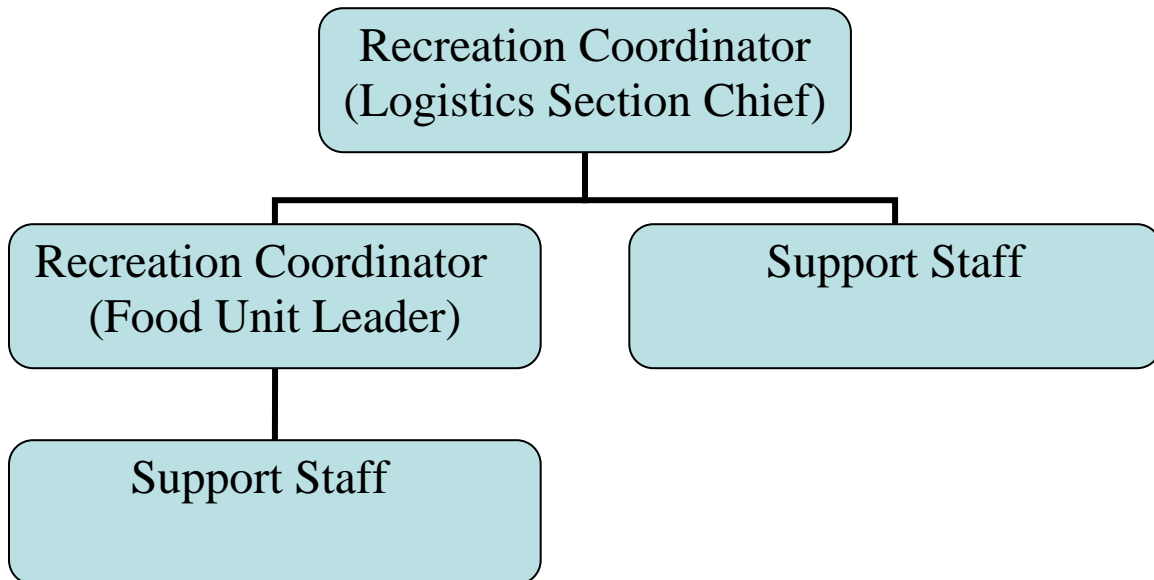 Recreation Coordinator
(Logistics Section Chief)
Recreation Coordinator
(Food Unit Leader)
Support Staff
Support Staff